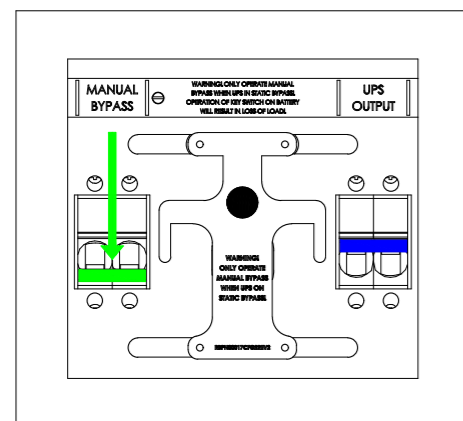 MANUAL
BYPASS
WARNING! ONLY OPERATE MANUAL
BYPASS WHEN UPS IN STATIC BYPASS.
OPERATION OF KEY SWITCH ON BATTERY
WILL RESULT IN LOSS OF LOAD!.
UPS
OUTPUT
WARNING!
ONLY OPERATE
MANUAL BYPASS
WHEN UPS ON
STATIC BYPASS.